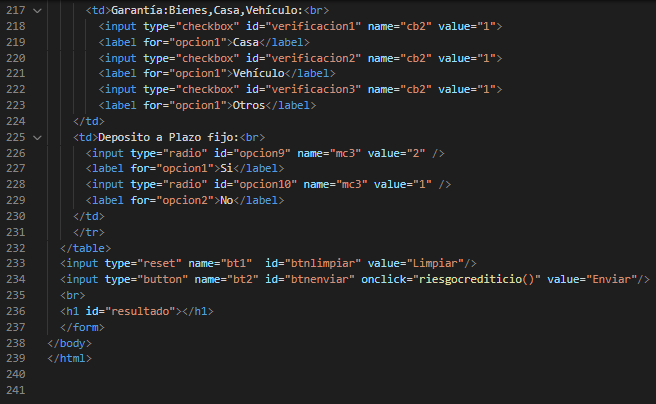 217 <td>Garantía:Bienes,Casa,Vehículo:<br>
218 <input type="checkbox" id="verificacion1" name="cb2" value="1">
219 <label for="opcion1">Casa</label>
220 <input type="checkbox" id="verificacion2" name="cb2" value="1">
221 <label for="opcion1">Vehículo</label>
222 <input type="checkbox" id="verificacion3" name="cb2" value="1">
223 <label for="opcion1">Otros</label>
224 </td>
225 <td>Deposito a Plazo fijo:<br>
226 <input type="radio" id="opcion9" name="mc3" value="2" />
227 <label for="opcion1">Si</label>
228 <input type="radio" id="opcion10" name="mc3" value="1" />
229 <label for="opcion2">No</label>
230 </td>
231 </tr>
232 </table>
233 <input type="reset" name="bt1"  id="btnlimpiar" value="Limpiar"/>
234 <input type="button" name="bt2" id="btnenviar" onclick="riesgocrediticio()" value="Enviar"/>
235 <br>
236 <h1 id="resultado"></h1>
237 </form>
238 </body>
239 </html>
240
241